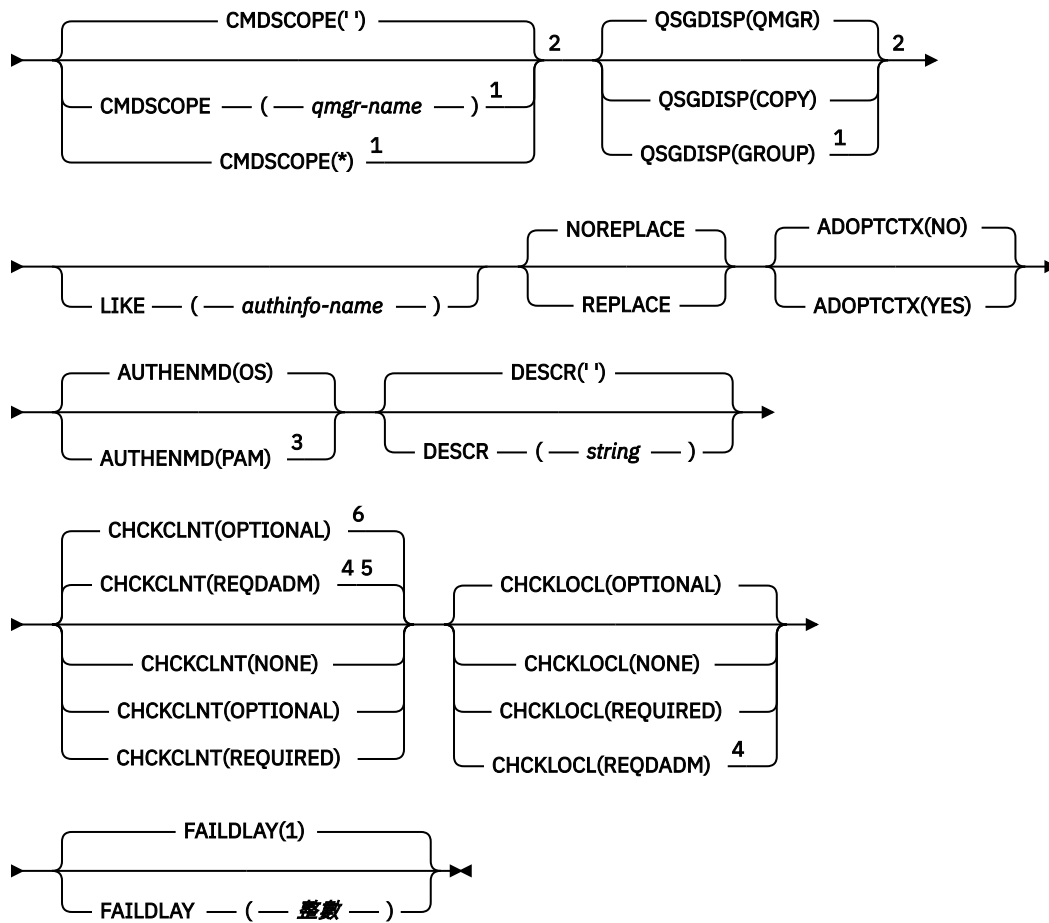 CMDSCOPE(' ')
2
CMDSCOPE ( qmgr-name ) 1
CMDSCOPE(*) 1
QSGDISP(QMGR)
2
QSGDISP(COPY)
QSGDISP(GROUP) 1
LIKE ( authinfo-name )
NOREPLACE
REPLACE
ADOPTCTX(NO)
ADOPTCTX(YES)
AUTHENMD(OS)
AUTHENMD(PAM) 3
DESCR(' ')
DESCR ( string )
CHCKCLNT(OPTIONAL) 6
CHCKCLNT(REQDADM) 4 5
CHCKCLNT(NONE)
CHCKCLNT(OPTIONAL)
CHCKCLNT(REQUIRED)
CHCKLOCL(OPTIONAL)
CHCKLOCL(NONE)
CHCKLOCL(REQUIRED)
CHCKLOCL(REQDADM) 4
FAILDLAY(1)
FAILDLAY ( 整數 )